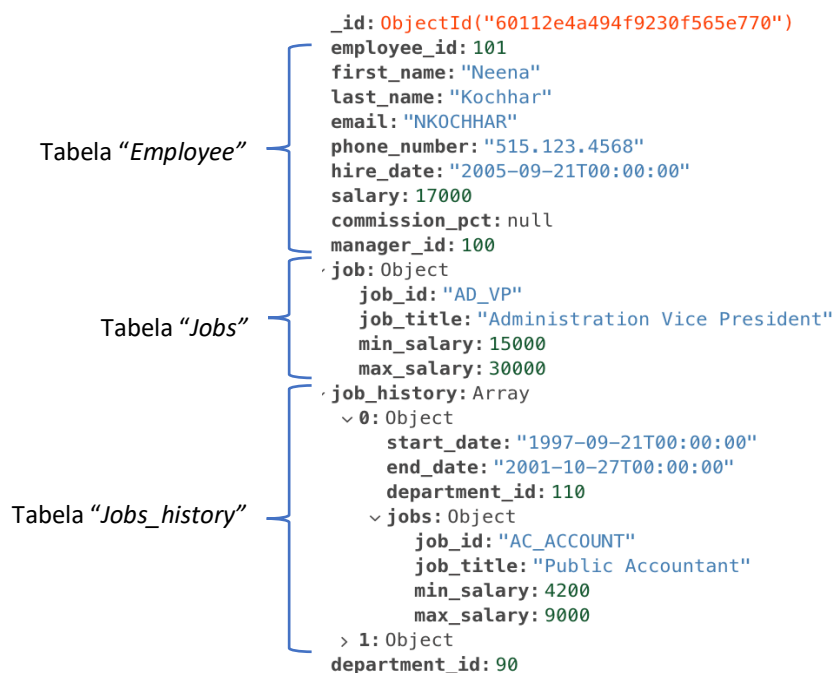 _id: ObjectId("60112e4a494f9230f565e770")
employee_id: 101
first_name: "Neena"
last_name: "Kochhar"
email: "NKOCHHAR"
Tabela "Employee"
phone_number: "515.123.4568"
hire_date: "2005-09-21T00:00:00"
salary: 17000
commission_pct: null
manager_id: 100
job: Object
job_id: "AD_VP"
Tabela "Jobs"
job_title: "Administration Vice President"
min_salary: 15000
max_salary: 30000
job_history: Array
0: Object
start_date: "1997-09-21T00:00:00"
end_date: "2001-10-27T00:00:00"
department_id: 110
Tabela "Jobs_history"
jobs: Object
job_id: "AC_ACCOUNT"
job_title: "Public Accountant"
min_salary: 4200
max_salary: 9000
1: Object
department_id: 90